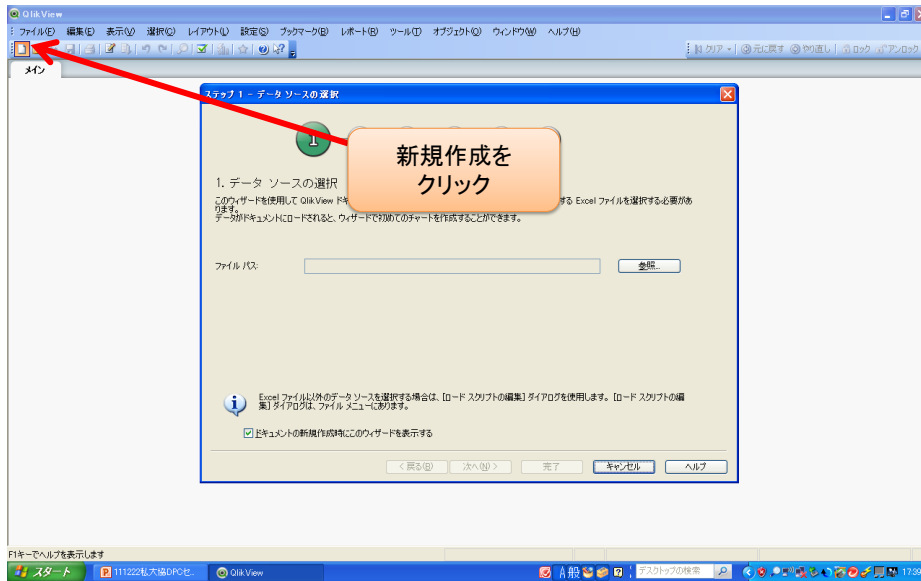 QlikView
ファイル(F) 編集(E) 表示(V) 選択(C) レイアウト(L) 設定(S) ブックマーク(B) レポート(R) ツール(T) オブジェクト(O) ウィンドウ(W) ヘルプ(H)
クリア 元に戻す やり直し ロック アンロック
メイン
ステップ 1 - データ ソースの選択
1
新規作成を
クリック
1. データ ソースの選択
このウィザードを使用して QlikView ドキ
する Excel ファイルを選択する必要があ
ります。
データがドキュメントにロードされると、ウィザードで初めてのチャートを作成することができます。
ファイル パス:
参照...
Excel ファイル以外のデータ ソースを選択する場合は、[ロード スクリプトの編集] ダイアログを使用します。[ロード スクリプトの編
集] ダイアログは、ファイル メニューにあります。
ドキュメントの新規作成時にこのウィザードを表示する
< 戻る(B) 次へ(N) > 完了 キャンセル ヘルプ
F1キーでヘルプを表示します
スタート 111222私大協DPCセ... QlikView A 般 デスクトップの検索